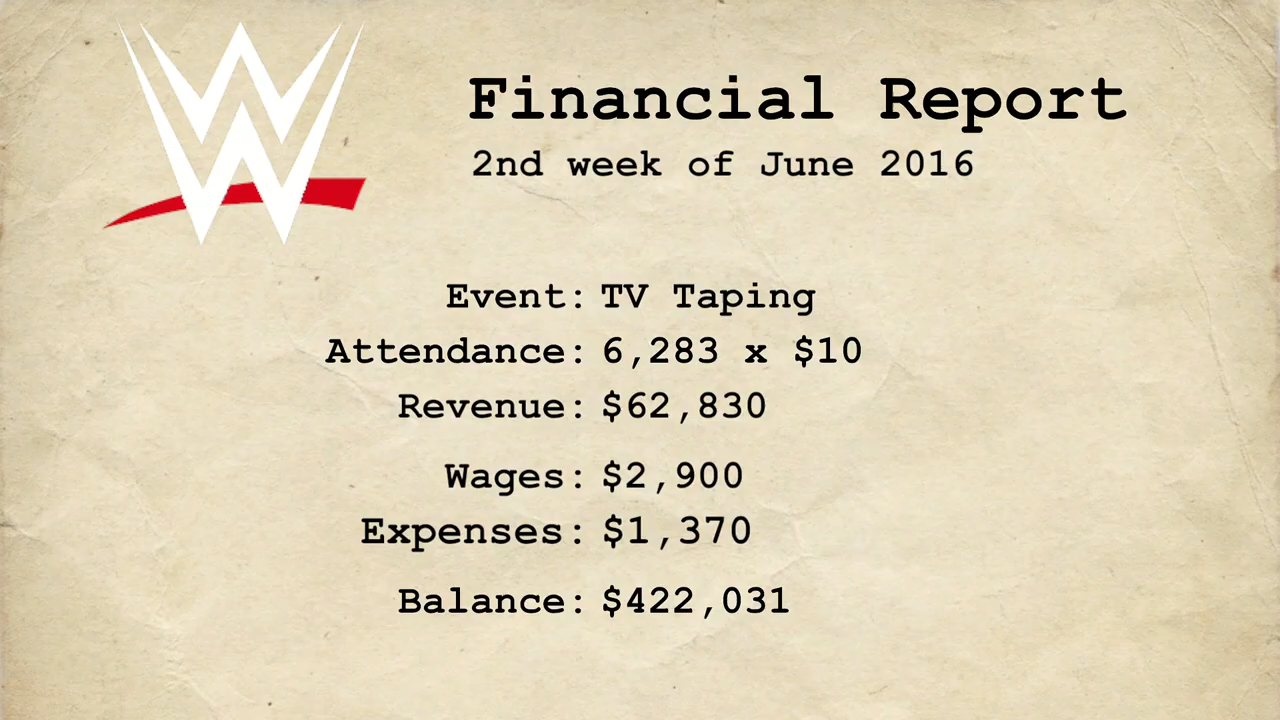 Financial Report
2nd week of June 2016
Event: TV Taping
Attendance: 6,283 x $10
Revenue: $62,830
Wages: $2,900
Expenses: $1,370
Balance: $422,031